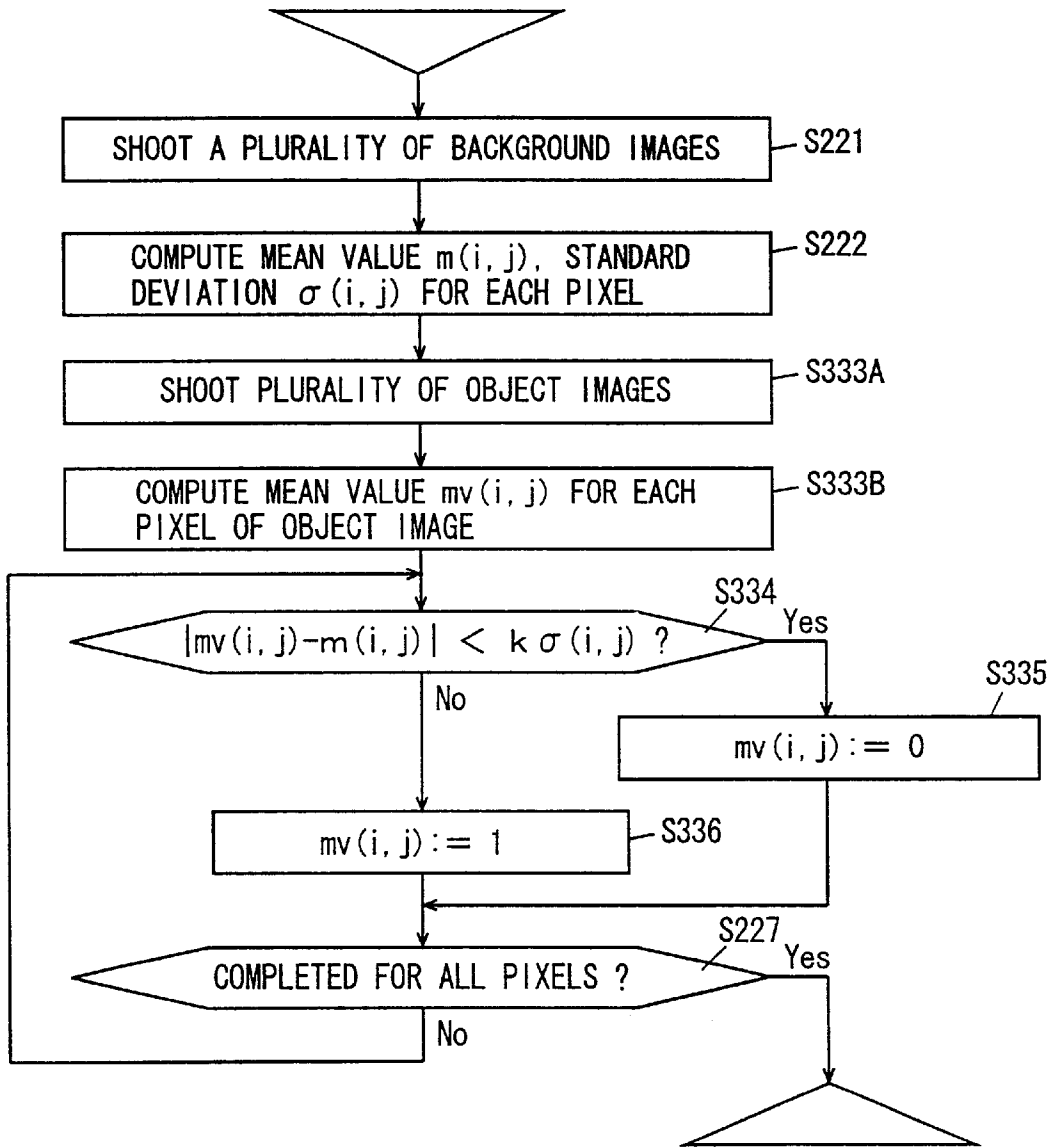 SHOOT A PLURALITY OF BACKGROUND IMAGES
S221
COMPUTE MEAN VALUE m(i,j), STANDARD
DEVIATION σ(i,j) FOR EACH PIXEL
S222
SHOOT PLURALITY OF OBJECT IMAGES
S333A
COMPUTE MEAN VALUE mv(i,j) FOR EACH
PIXEL OF OBJECT IMAGE
S333B
|mv(i,j)-m(i,j)| < kσ(i,j) ?
S334
Yes
No
S335
mv(i,j):= 0
mv(i,j):= 1
S336
COMPLETED FOR ALL PIXELS ?
S227
Yes
No